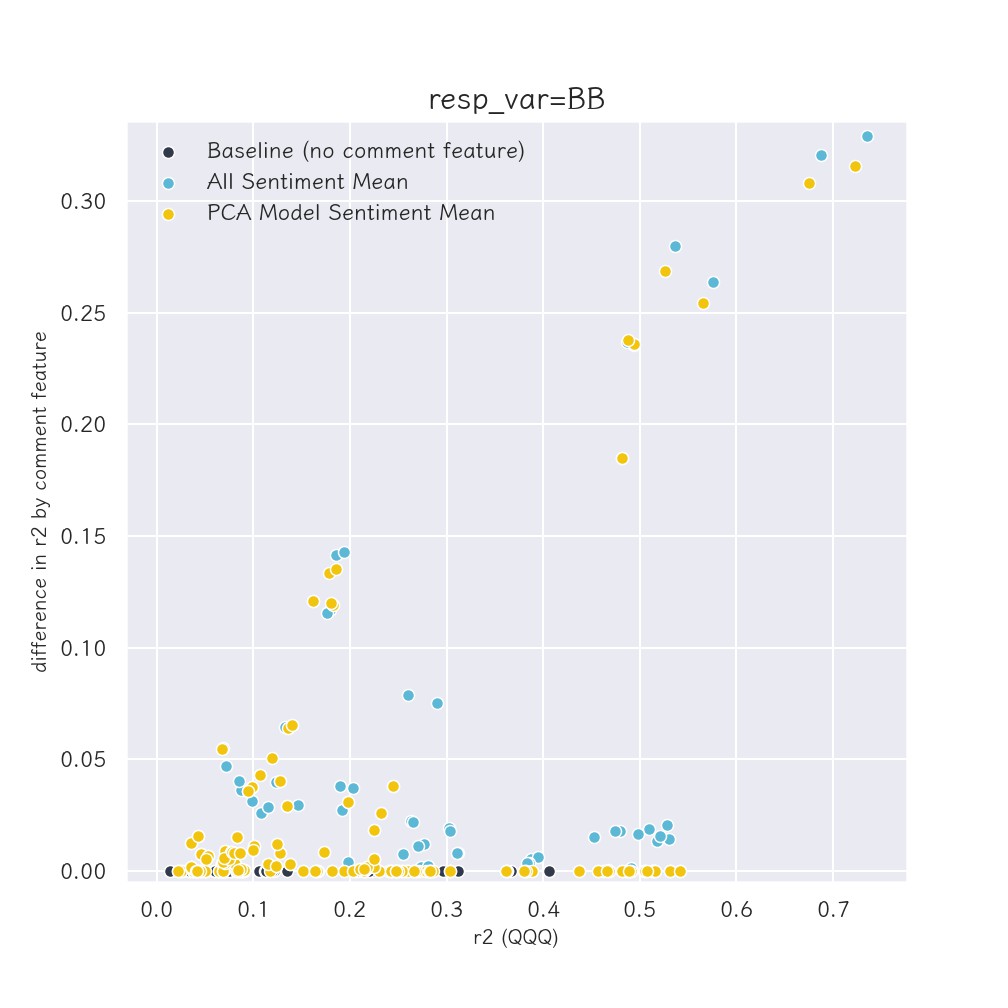 resp_var=BB
Baseline (no comment feature)
All Sentiment Mean
PCA Model Sentiment Mean
difference in r2 by comment feature
0.30
0.25
0.20
0.15
0.10
0.05
0.00
0.0 0.1 0.2 0.3 0.4 0.5 0.6 0.7
r2 (QQQ)